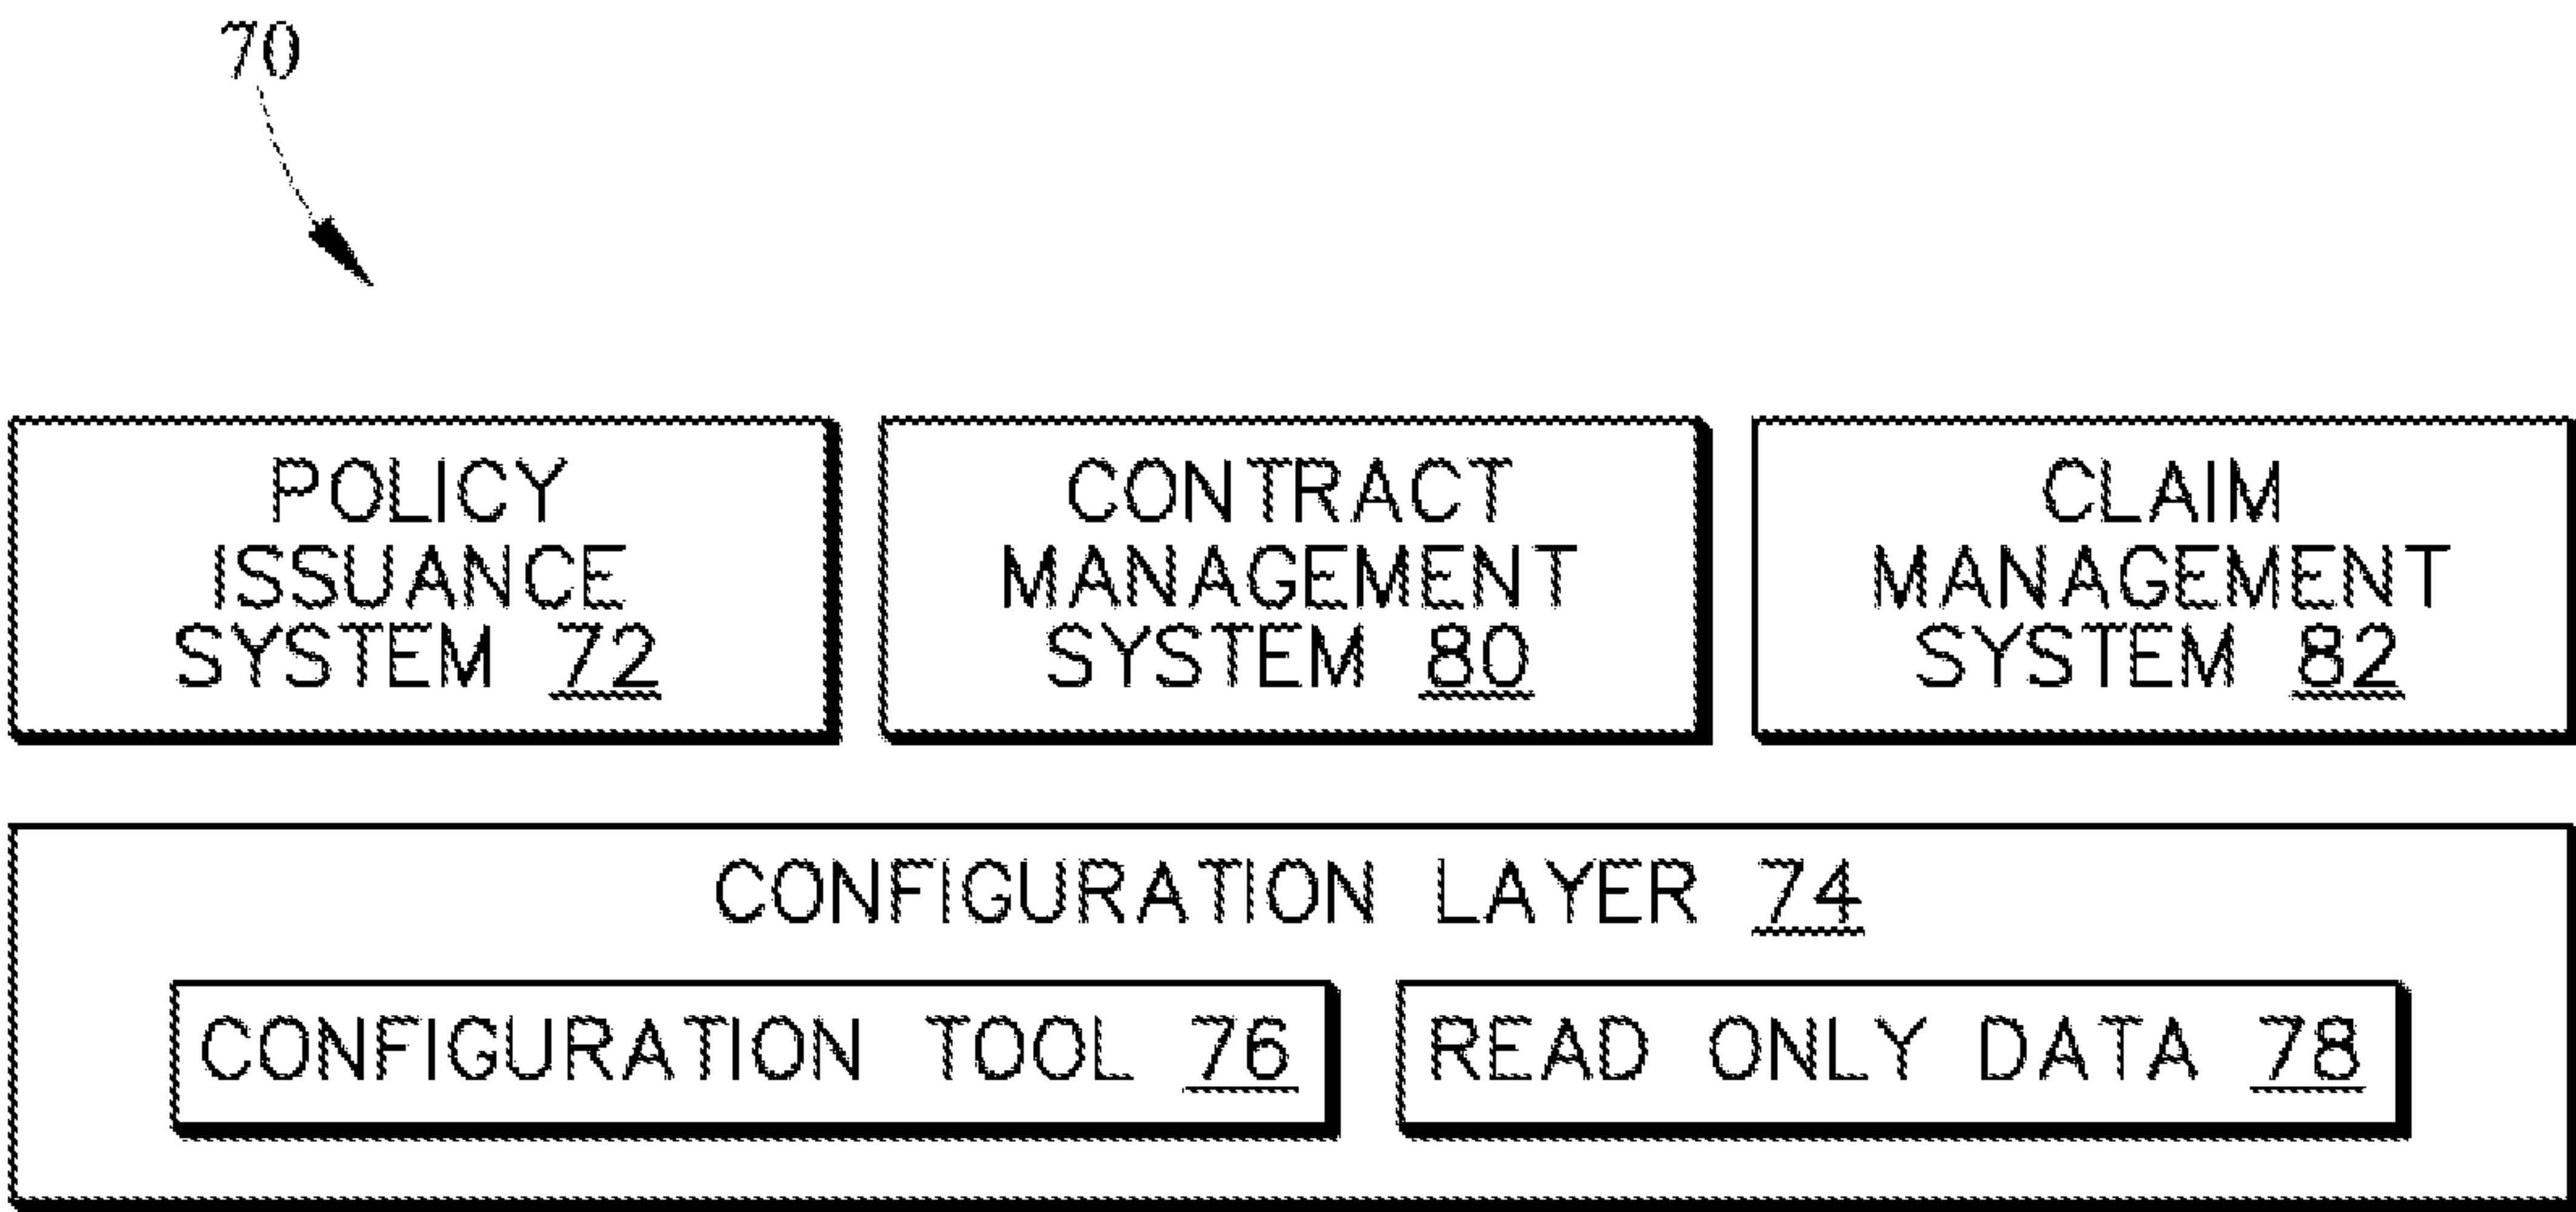 70
POLICY
ISSUANCE
SYSTEM 72
CONTRACT
MANAGEMENT
SYSTEM 80
CLAIM
MANAGEMENT
SYSTEM 82
CONFIGURATION LAYER 74
CONFIGURATION TOOL 76
READ ONLY DATA 78